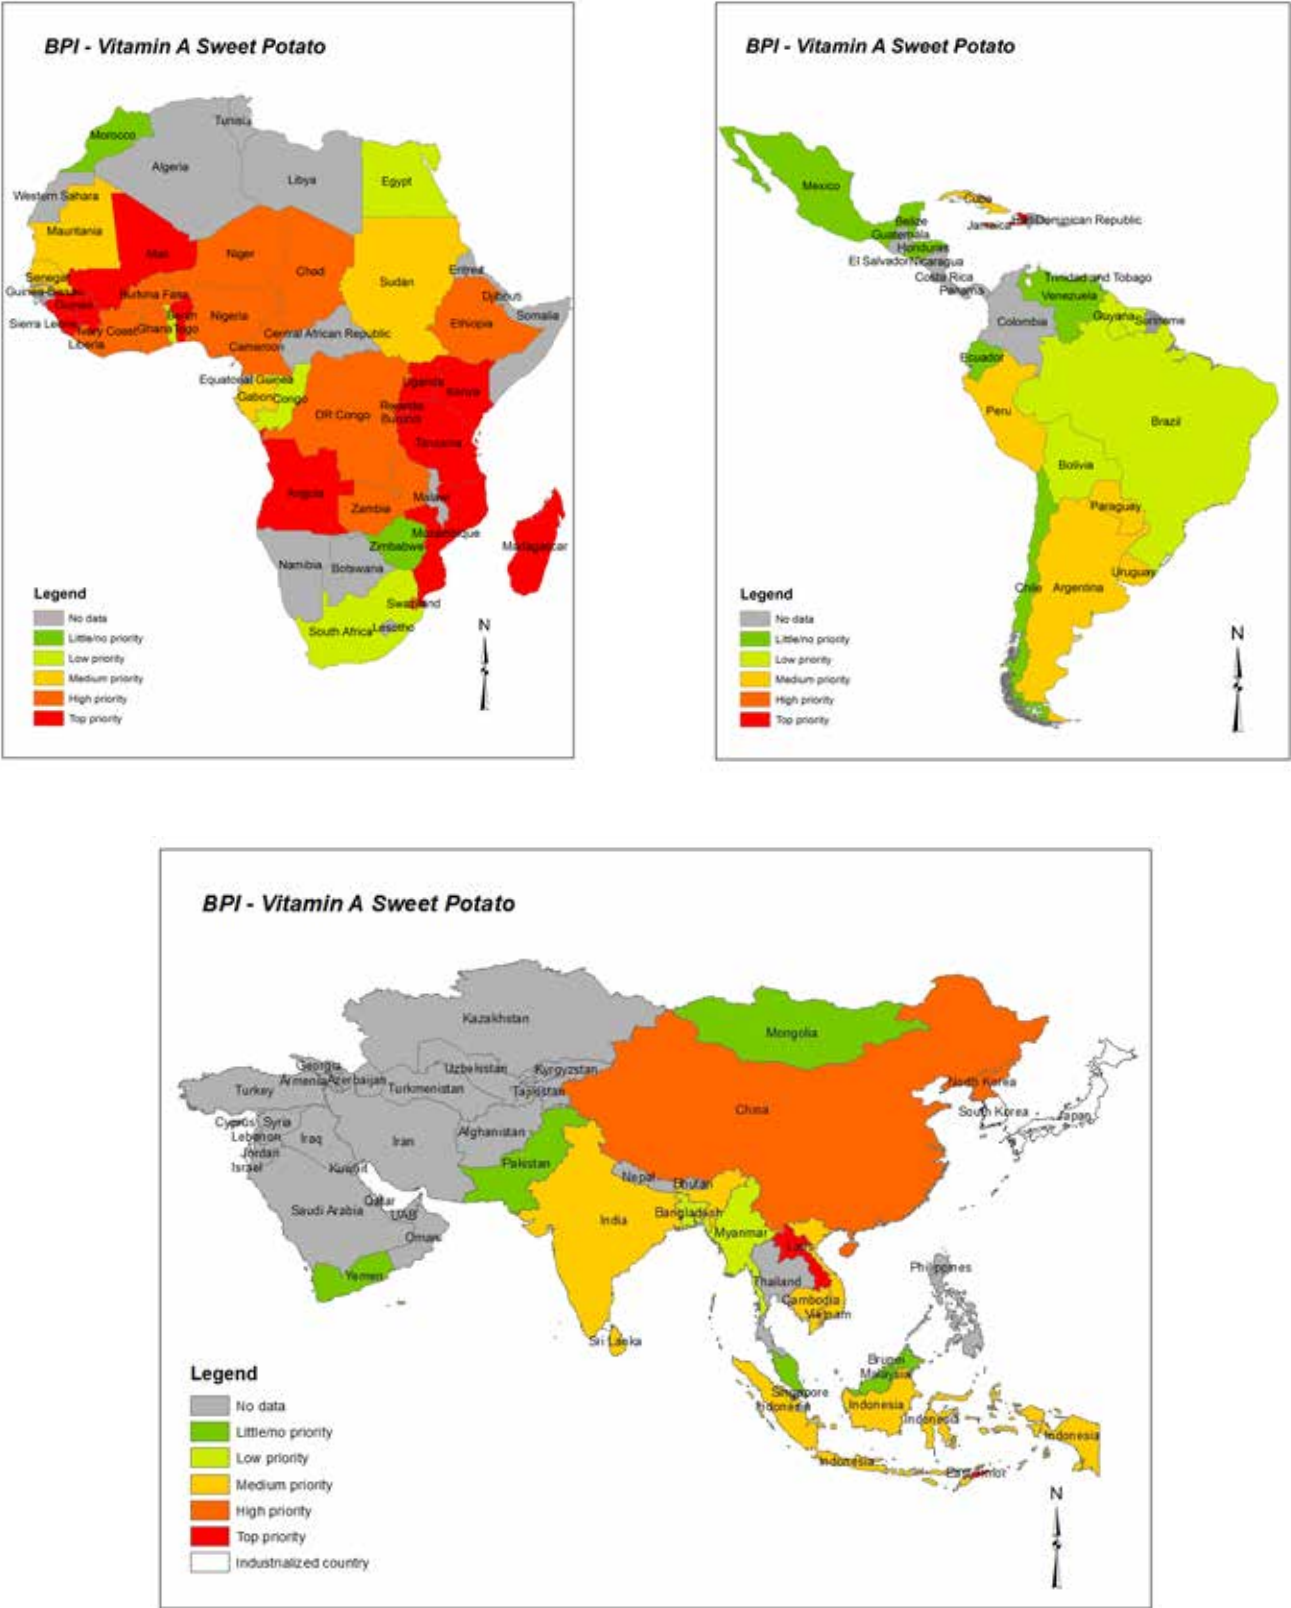 BPI - Vitamin A Sweet Potato
Tunisia
Morocco
Algeria
Libya
Egypt
Western Sahara
Mauritania
Mali
Niger
Chad
Sudan
Eritrea
Senegal
Guinea-Bissau
Burkina Faso
Djibouti
Guinea
Benin
Nigeria
Ethiopia
Somalia
Sierra Leone
Ivory Coast
Ghana
Togo
Central African Republic
Liberia
Cameroon
Equatorial Guinea
Uganda
Kenya
Gabon
Congo
DR Congo
Rwanda
Burundi
Tanzania
Angola
Malawi
Zambia
Mozambique
Zimbabwe
Madagascar
Namibia
Botswana
Swaziland
South Africa
Lesotho
Legend
No data
Little/no priority
Low priority
Medium priority
High priority
Top priority
N
BPI - Vitamin A Sweet Potato
Mexico
Cuba
Belize
Jamaica
Haiti
Dominican Republic
Guatemala
Honduras
El Salvador
Nicaragua
Costa Rica
Panama
Trinidad and Tobago
Venezuela
Guyana
Suriname
Colombia
Ecuador
Peru
Brazil
Bolivia
Paraguay
Uruguay
Chile
Argentina
Legend
No data
Little/no priority
Low priority
Medium priority
High priority
Top priority
N
BPI - Vitamin A Sweet Potato
Kazakhstan
Mongolia
Georgia
Uzbekistan
Kyrgyzstan
Armenia
Azerbaijan
Turkey
Turkmenistan
Tajikistan
North Korea
China
South Korea
Japan
Cyprus
Syria
Lebanon
Iraq
Iran
Afghanistan
Jordan
Israel
Kuwait
Pakistan
Nepal
Bhutan
Qatar
Saudi Arabia
UAB
India
Bangladesh
Myanmar
Oman
Laos
Yemen
Philippines
Thailand
Cambodia
Vietnam
Sri Lanka
Brunei
Malaysia
Singapore
Indonesia
Indonesia
Indonesia
Indonesia
Indonesia
Legend
No data
Little/no priority
Low priority
Medium priority
High priority
Top priority
Industrialized country
N